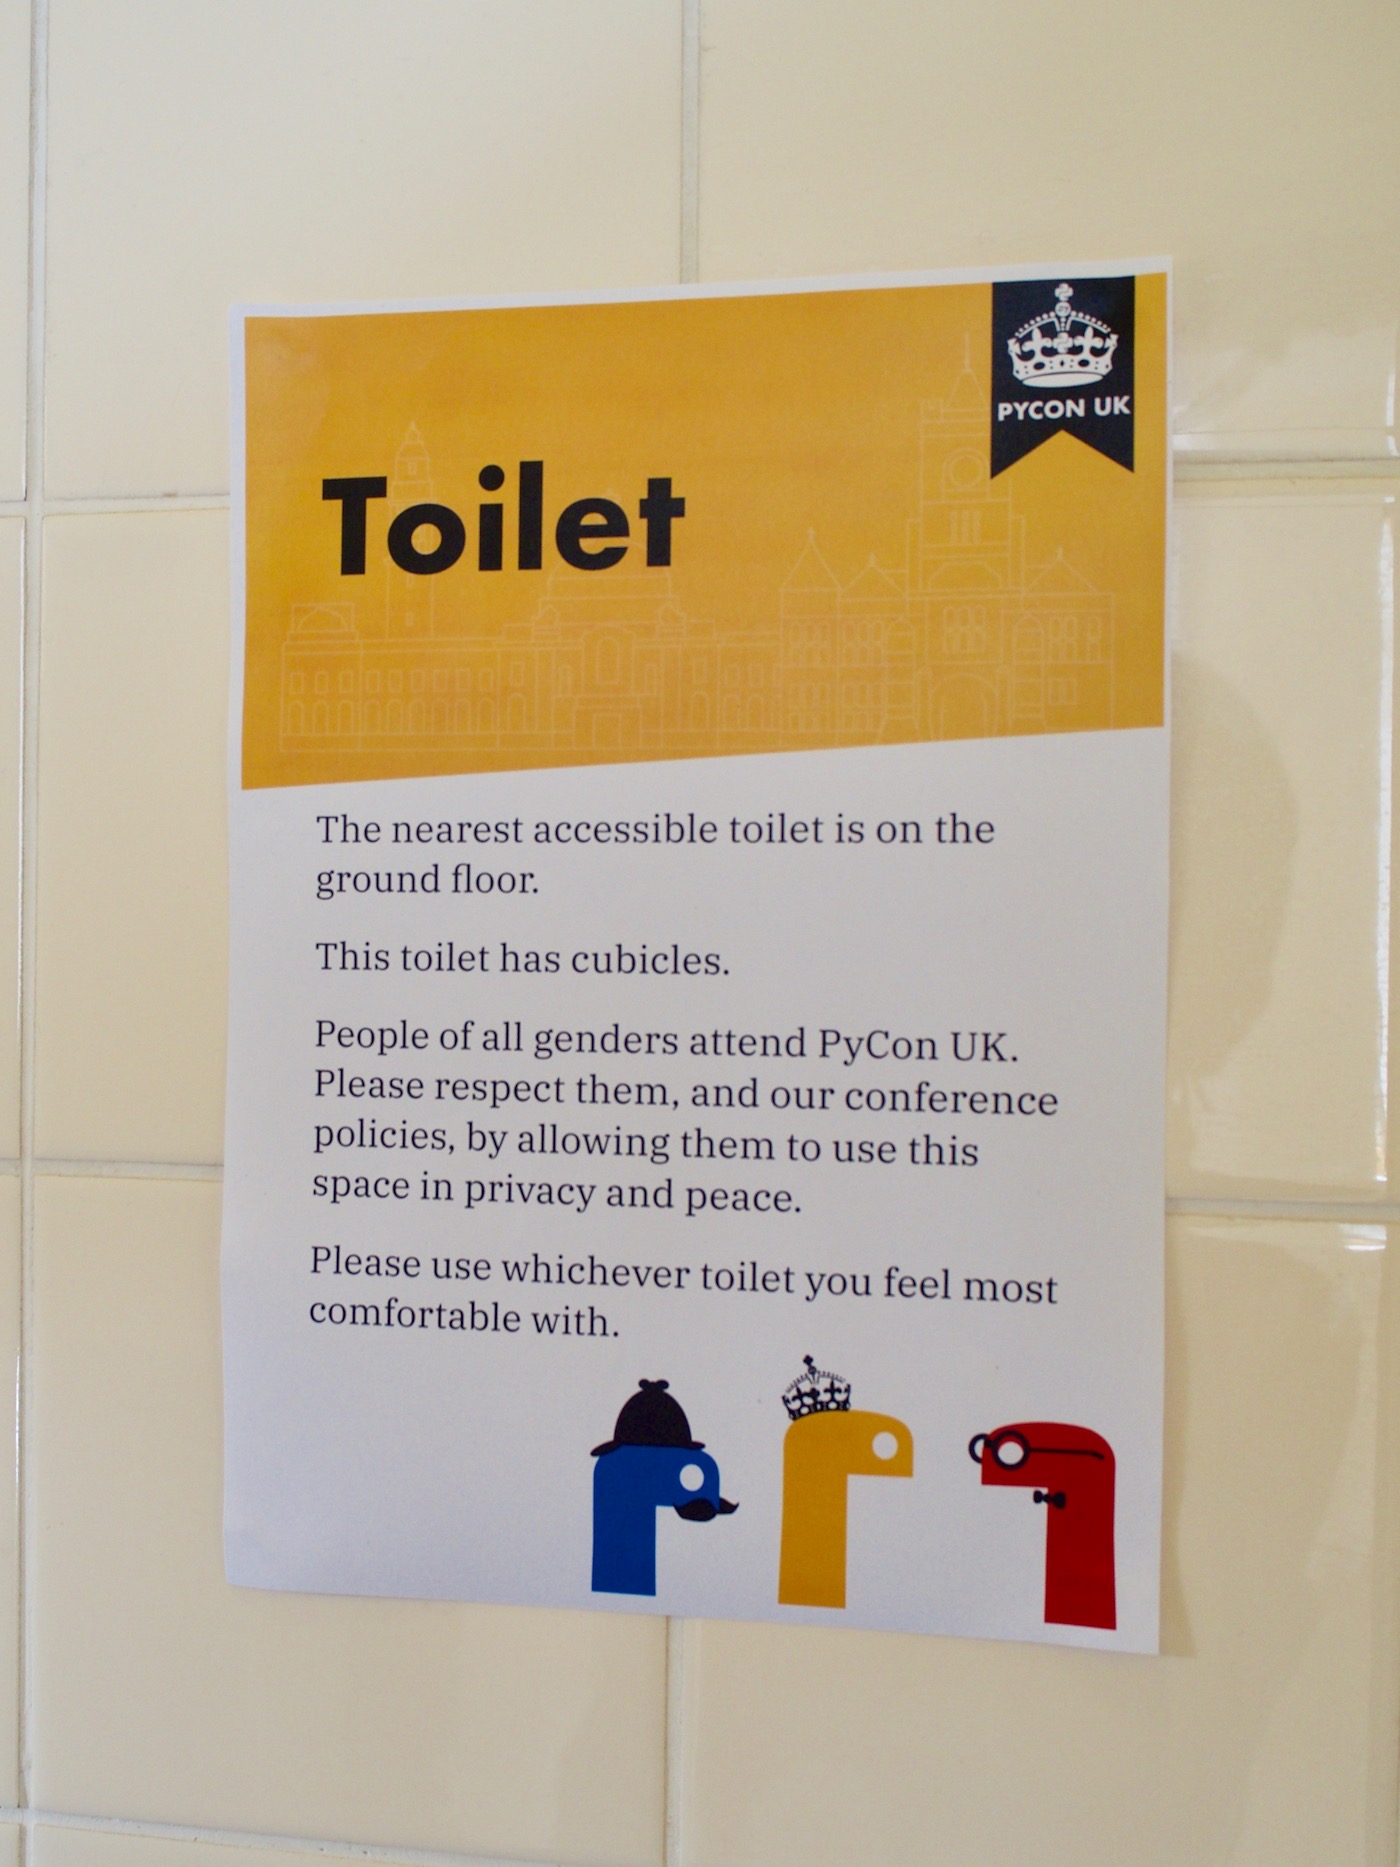 PYCON UK
Toilet
The nearest accessible toilet is on the
ground floor.
This toilet has cubicles.
People of all genders attend PyCon UK.
Please respect them, and our conference
policies, by allowing them to use this
space in privacy and peace.
Please use whichever toilet you feel most
comfortable with.